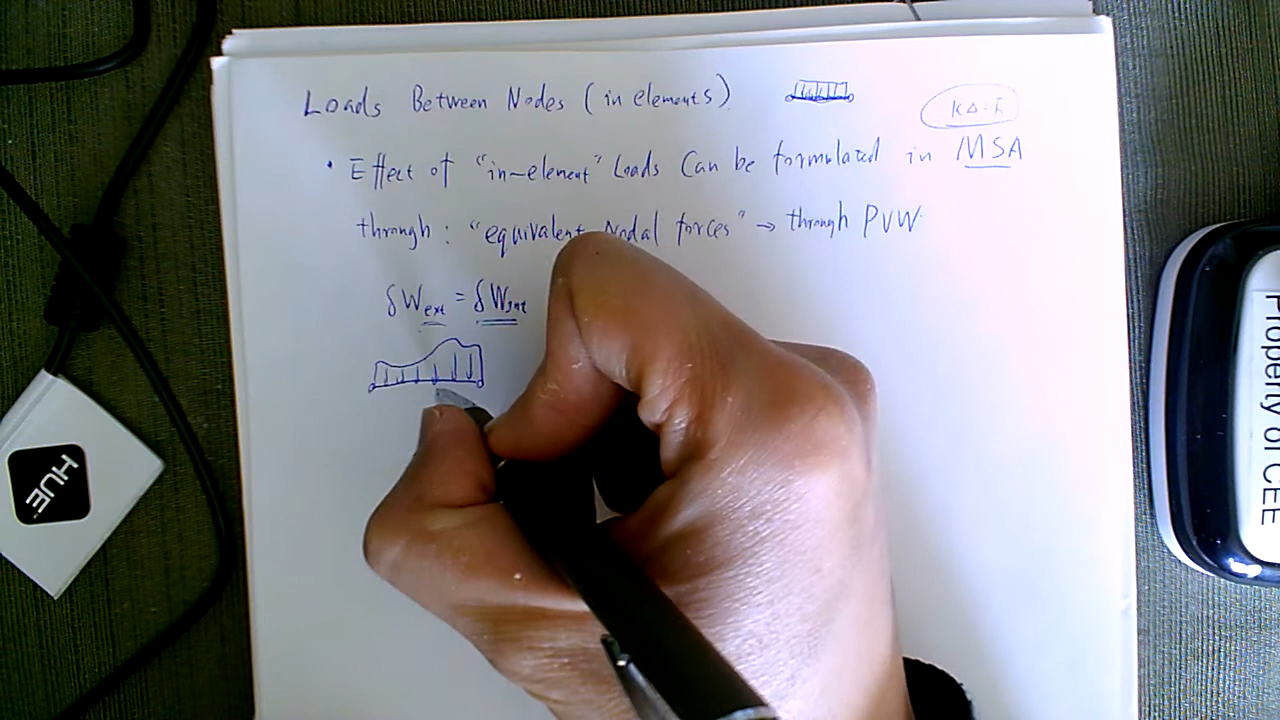 Loads Between Nodes (in elements)
KΔ=F
• Effect of "in-element" Loads Can be formulated in MSA
through: "equivalent Nodal forces" → through PVW
δWext = δWInt
HUE
Property of CEE